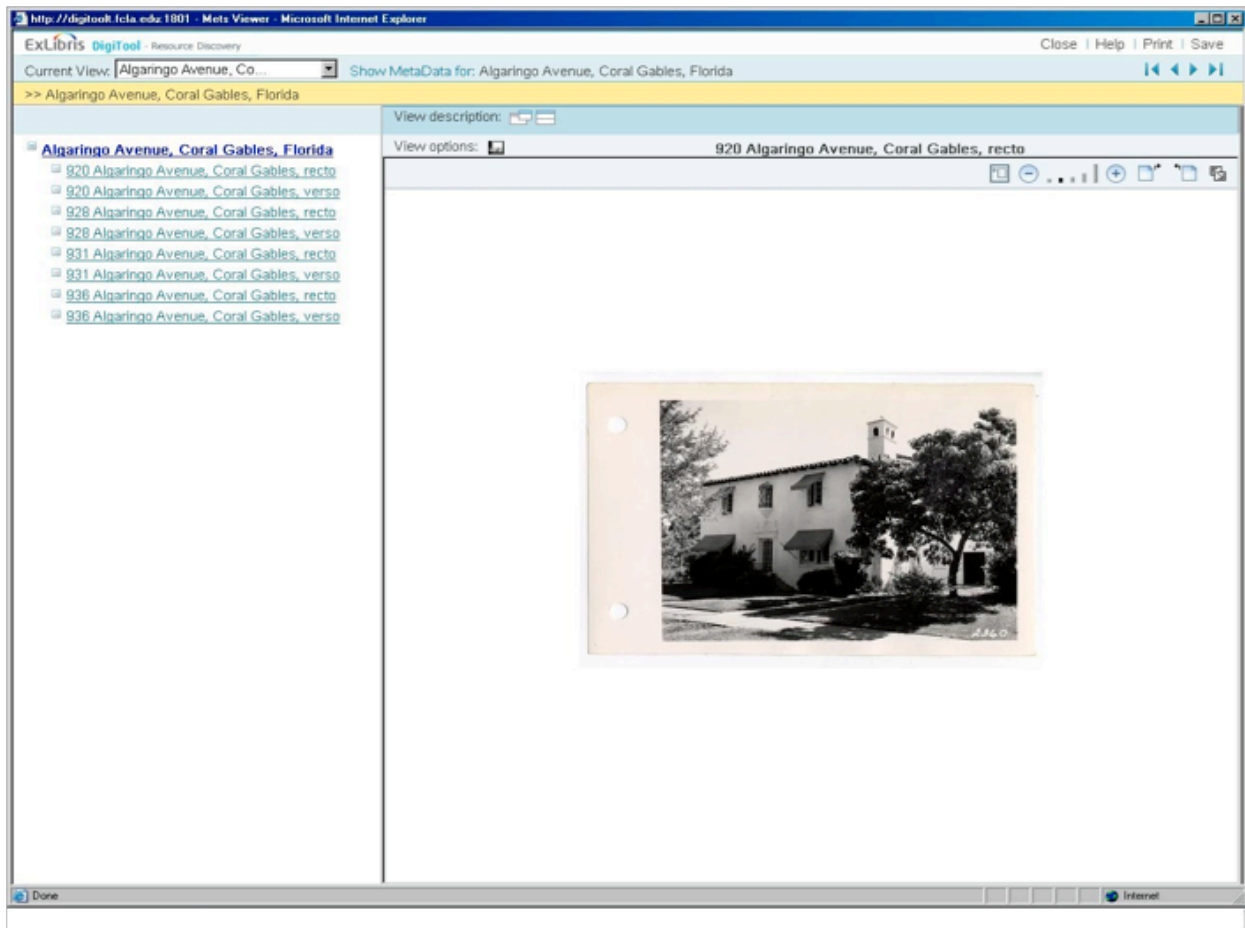 http://digitoolt.fcla.edu:1801 - Mets Viewer - Microsoft Internet Explorer
ExLibris DigiTool - Resource Discovery
Close | Help | Print | Save
Current View: Algaringo Avenue, Co...
Show MetaData for: Algaringo Avenue, Coral Gables, Florida
>> Algaringo Avenue, Coral Gables, Florida
View description:
Algaringo Avenue, Coral Gables, Florida
920 Algaringo Avenue, Coral Gables, recto
920 Algaringo Avenue, Coral Gables, verso
928 Algaringo Avenue, Coral Gables, recto
928 Algaringo Avenue, Coral Gables, verso
931 Algaringo Avenue, Coral Gables, recto
931 Algaringo Avenue, Coral Gables, verso
936 Algaringo Avenue, Coral Gables, recto
936 Algaringo Avenue, Coral Gables, verso
View options:
920 Algaringo Avenue, Coral Gables, recto
Done
Internet